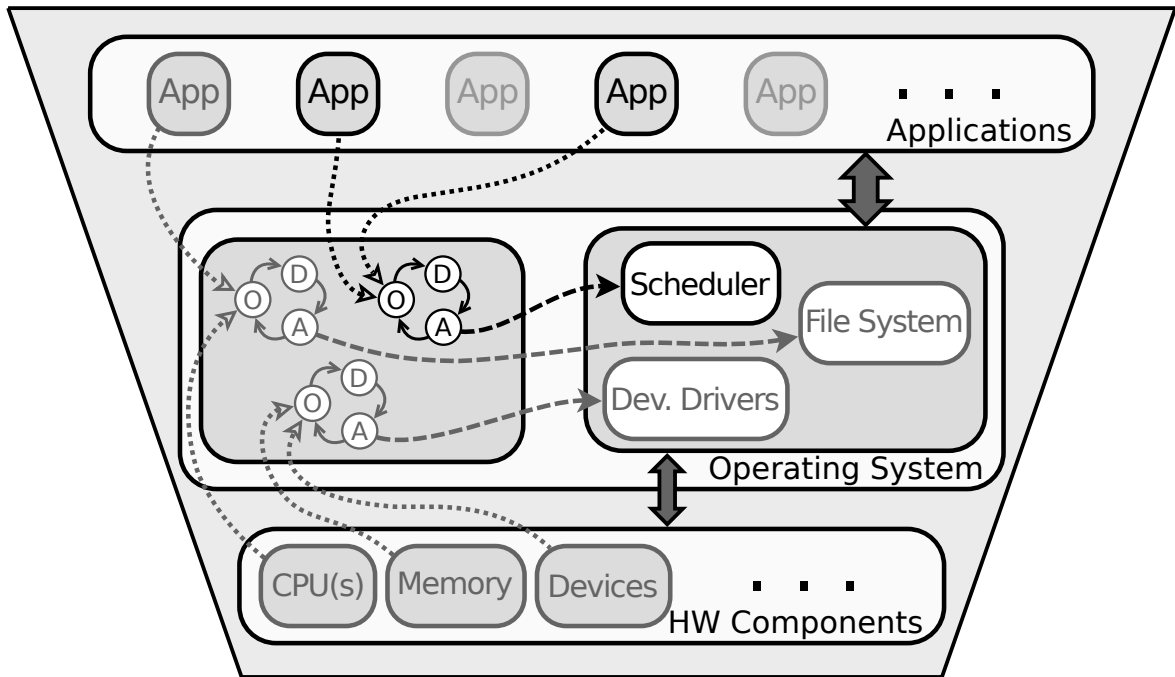 App App App App App . . .
Applications
D D
Scheduler
O O
File System
A A
D
O
Dev. Drivers
A
Operating System
CPU(s) Memory Devices . . .
HW Components